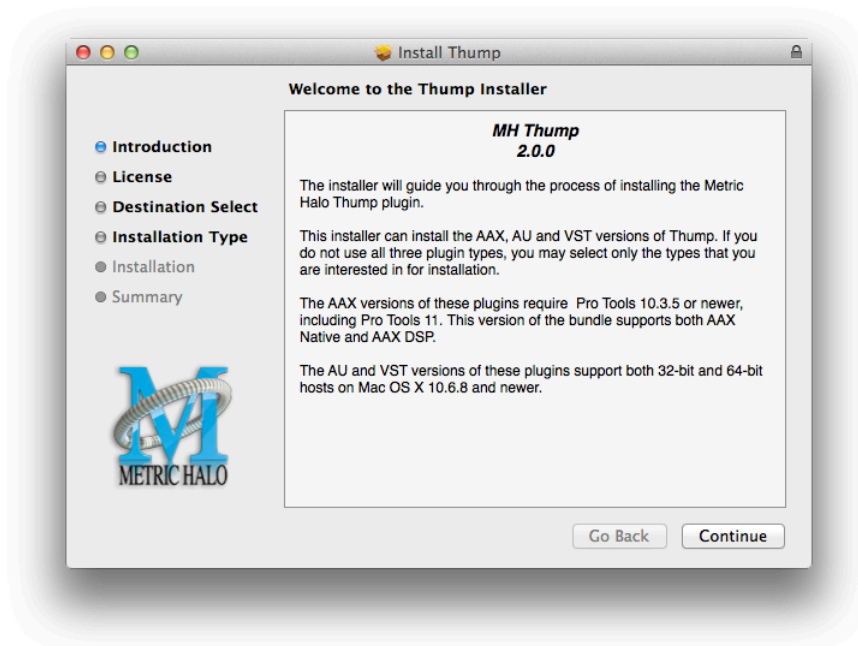 Install Thump
Welcome to the Thump Installer
Introduction
License
Destination Select
Installation Type
Installation
Summary
METRIC HALO
MH Thump
2.0.0
The installer will guide you through the process of installing the Metric
Halo Thump plugin.
This installer can install the AAX, AU and VST versions of Thump. If you
do not use all three plugin types, you may select only the types that you
are interested in for installation.
The AAX versions of these plugins require  Pro Tools 10.3.5 or newer,
including Pro Tools 11. This version of the bundle supports both AAX
Native and AAX DSP.
The AU and VST versions of these plugins support both 32-bit and 64-bit
hosts on Mac OS X 10.6.8 and newer.
Go Back
Continue